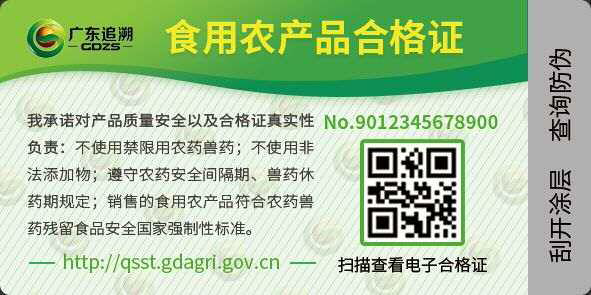 广东追溯
GDZS
食用农产品合格证
我承诺对产品质量安全以及合格证真实性
负责：不使用禁限用农药兽药；不使用非
法添加物；遵守农药安全间隔期、兽药休
药期规定；销售的食用农产品符合农药兽
药残留食品安全国家强制性标准。
http://qsst.gdagri.gov.cn
No.9012345678900
扫描查看电子合格证
刮开涂层 查询防伪